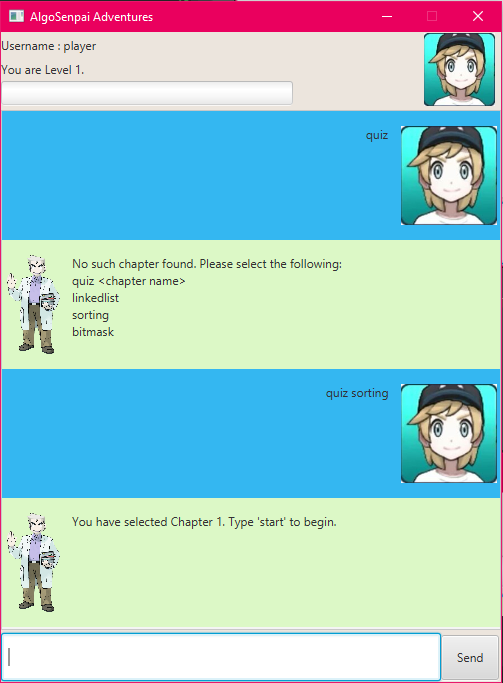 AlgoSenpai Adventures
Username : player
You are Level 1.
quiz
No such chapter found. Please select the following:
quiz <chapter name>
linkedlist
sorting
bitmask
quiz sorting
You have selected Chapter 1. Type 'start' to begin.
Send